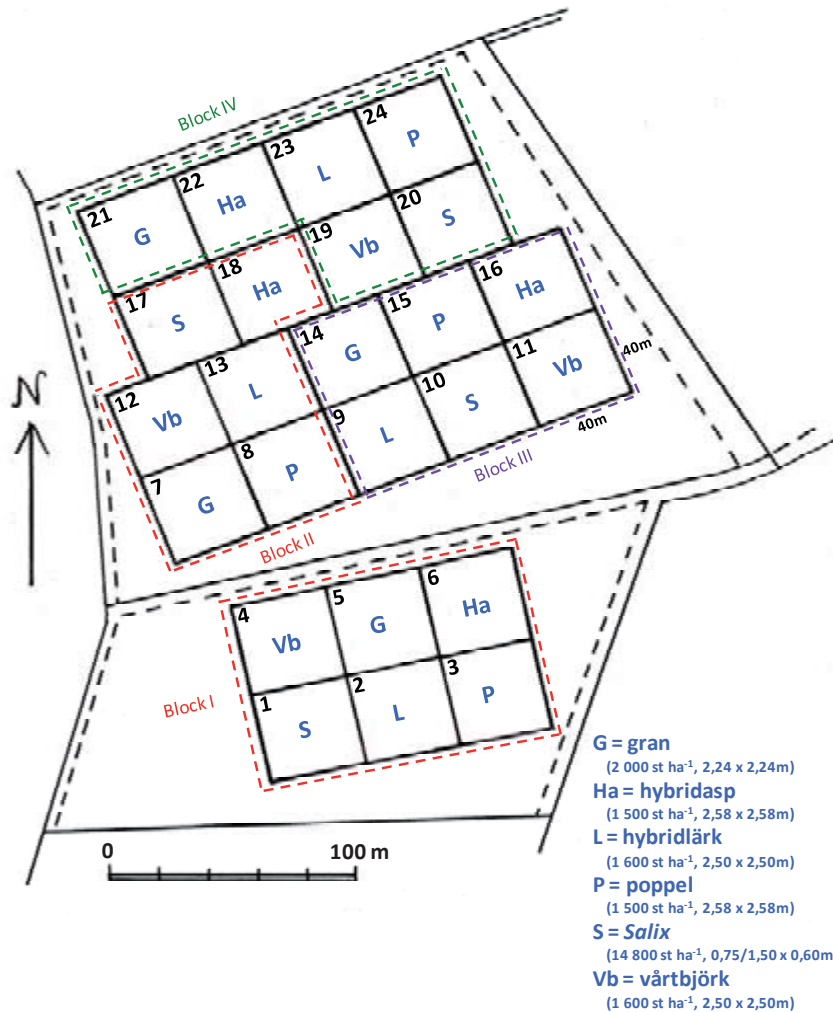 Block IV
24
P
23
L
22
Ha
21
G
20
S
19
Vb
18
Ha
17
S
16
Ha
15
P
14
G
13
L
12
Vb
11
Vb
40m
10
S
9
L
40m
8
P
7
G
Block III
Block II
N
6
Ha
5
G
4
Vb
3
P
2
L
1
S
Block I
0
100 m
G = gran
(2 000 st ha-1, 2,24 x 2,24m)
Ha = hybridasp
(1 500 st ha-1, 2,58 x 2,58m)
L = hybridlärk
(1 600 st ha-1, 2,50 x 2,50m)
P = poppel
(1 500 st ha-1, 2,58 x 2,58m)
S = Salix
(14 800 st ha-1, 0,75/1,50 x 0,60m
Vb = vårtbjörk
(1 600 st ha-1, 2,50 x 2,50m)